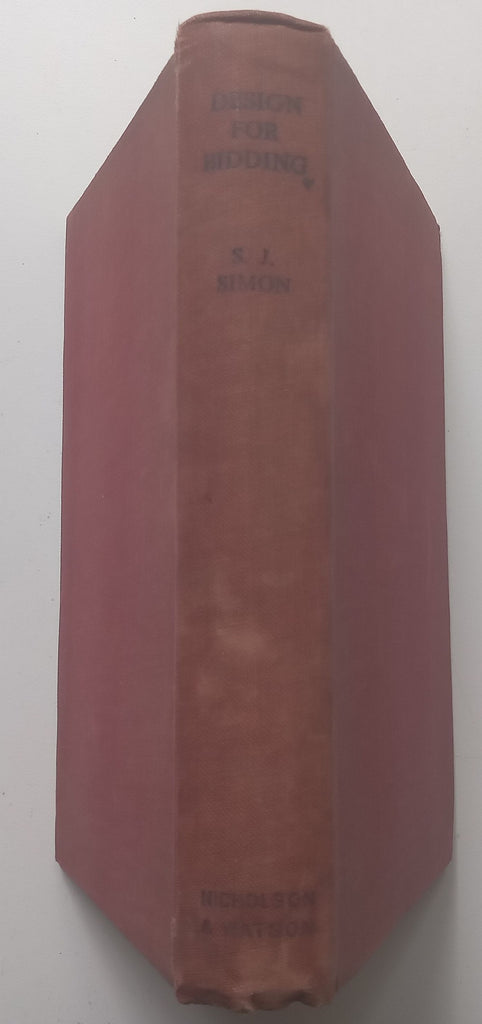 DESIGN
FOR
BIDDING
S. J.
SIMON
NICHOLSON
& WATSON